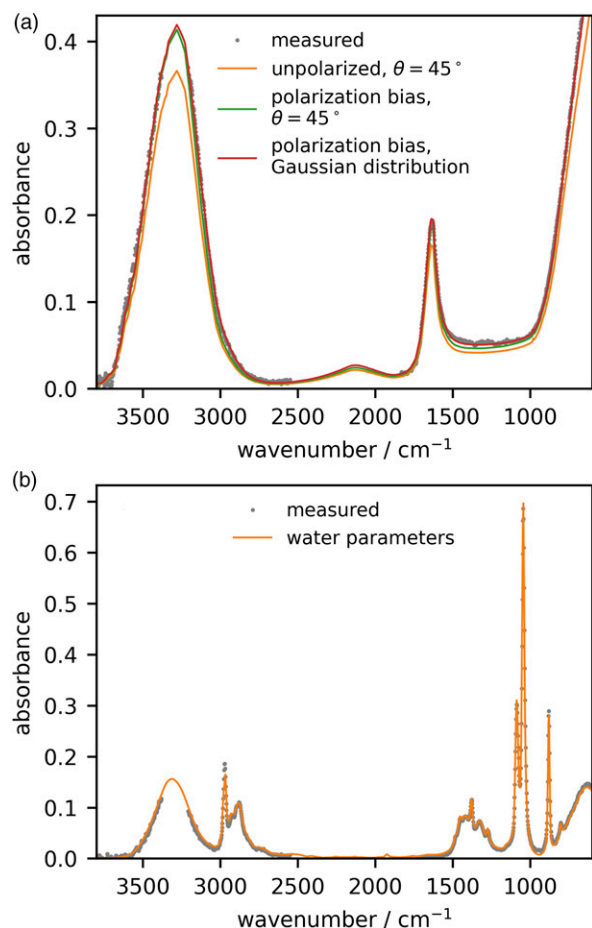 (a)
0.4
0.3
0.2
0.1
0.0
absorbance
measured
unpolarized, θ = 45°
polarization bias,
θ = 45°
polarization bias,
Gaussian distribution
3500 3000 2500 2000 1500 1000
wavenumber / cm⁻¹
(b)
0.7
0.6
0.5
0.4
0.3
0.2
0.1
0.0
absorbance
measured
water parameters
3500 3000 2500 2000 1500 1000
wavenumber / cm⁻¹